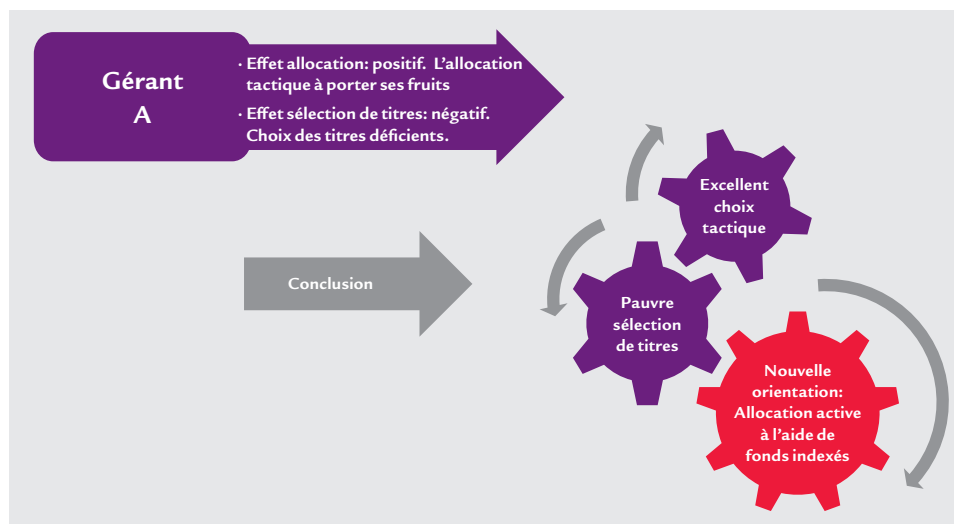 Gérant
A
· Effet allocation: positif. L’allocation
tactique à porter ses fruits
· Effet sélection de titres: négatif.
Choix des titres déficients.
Excellent
choix
tactique
Conclusion
Pauvre
sélection
de titres
Nouvelle
orientation:
Allocation active
à l’aide de
fonds indexés